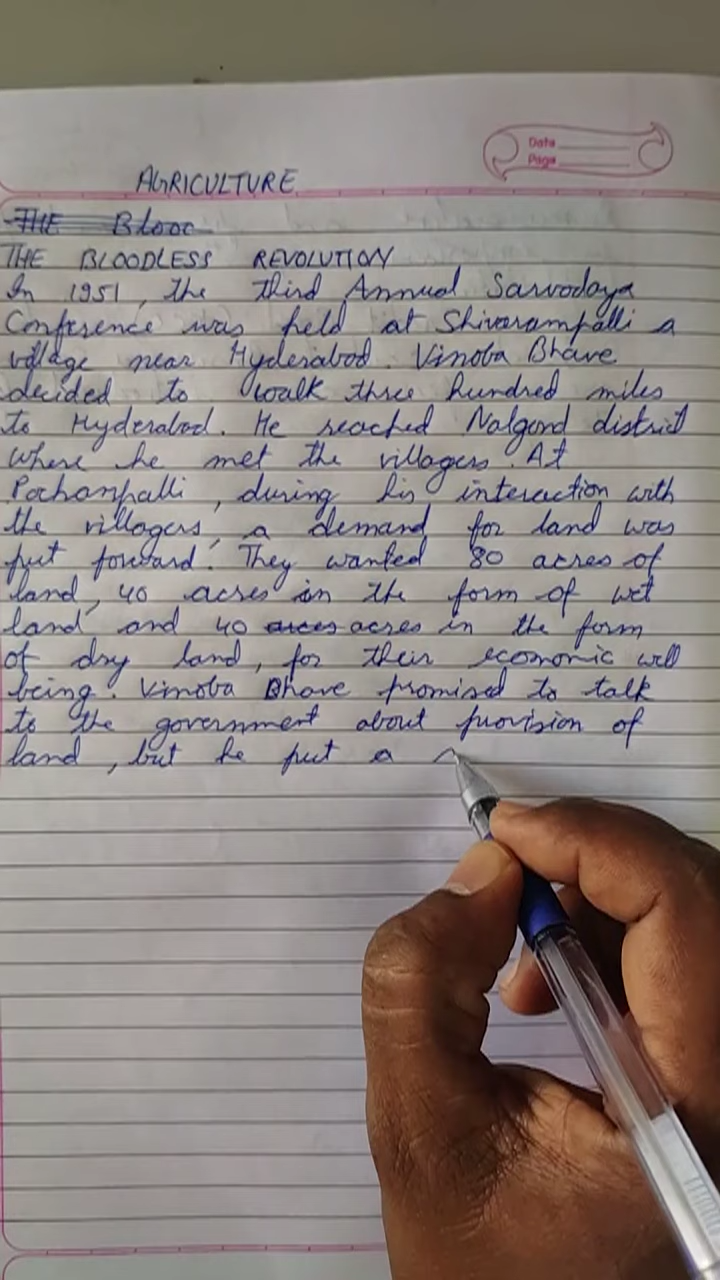 Date
Page
AGRICULTURE
THE Blooc
THE BLOODLESS REVOLUTION
In 1951, the third Annual Sarvodaya
Conference was held at Shivarampalli a
village near Hyderabad. Vinoba Bhave
decided to walk three hundred miles
to Hyderabad. He reached Nalgond district
where he met the villagers. At
Pochampalli, during his interaction with
the villagers, a demand for land was
put forward. They wanted 80 acres of
land, 40 acres in the form of wet
land and 40 acres acres in the form
of dry land, for their economic well
being. Vinoba Bhave promised to talk
to the government about provision of
land, but he put a